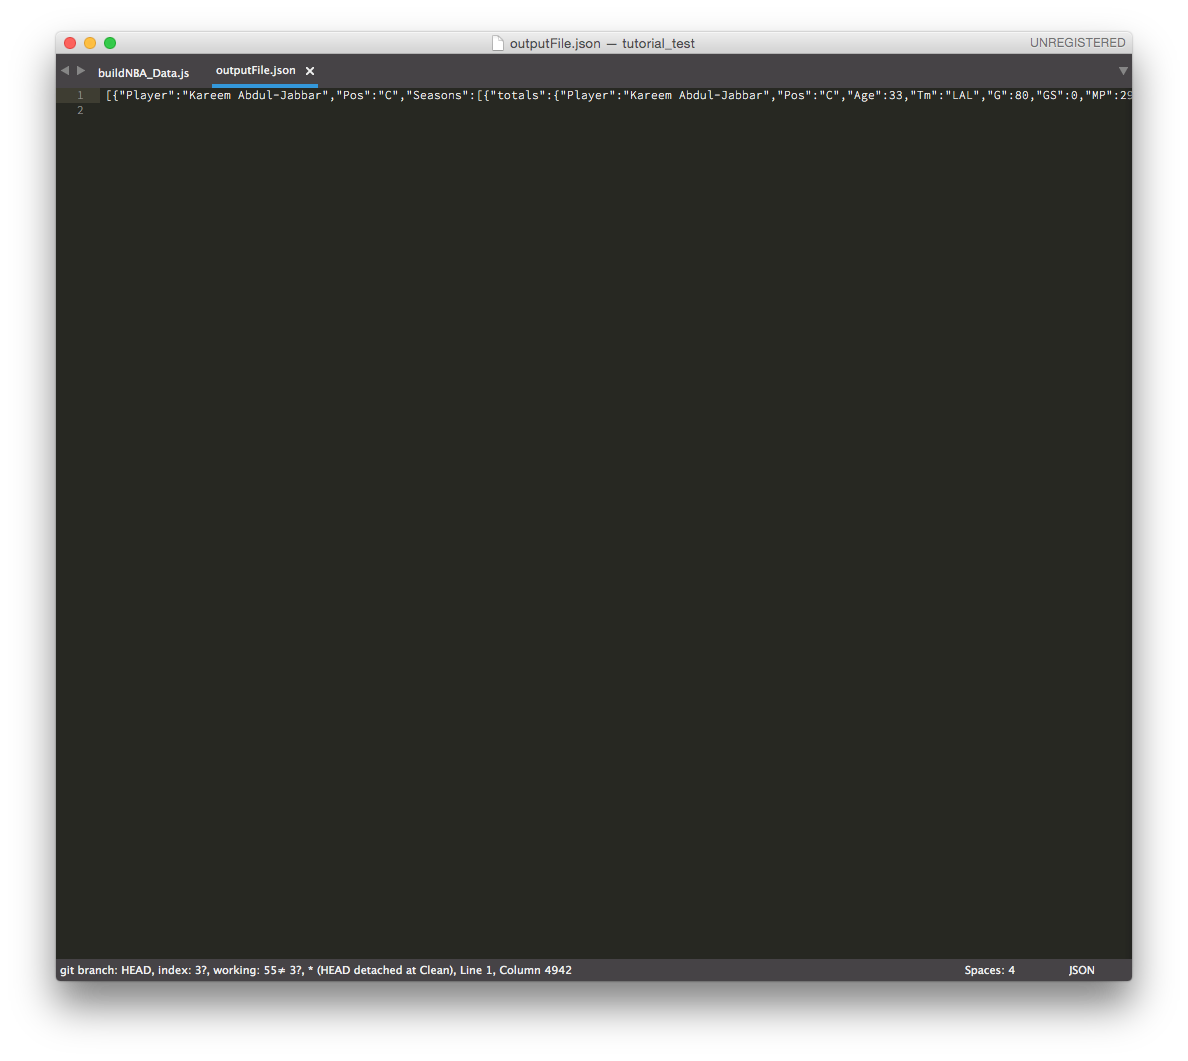 outputFile.json — tutorial_test
UNREGISTERED
buildNBA_Data.js
outputFile.json
1 [{"Player":"Kareem Abdul-Jabbar","Pos":"C","Seasons":[{"totals":{"Player":"Kareem Abdul-Jabbar","Pos":"C","Age":33,"Tm":"LAL","G":80,"GS":0,"MP":29
2
git branch: HEAD, index: 3?, working: 55≠ 3?, * (HEAD detached at Clean), Line 1, Column 4942
Spaces: 4
JSON